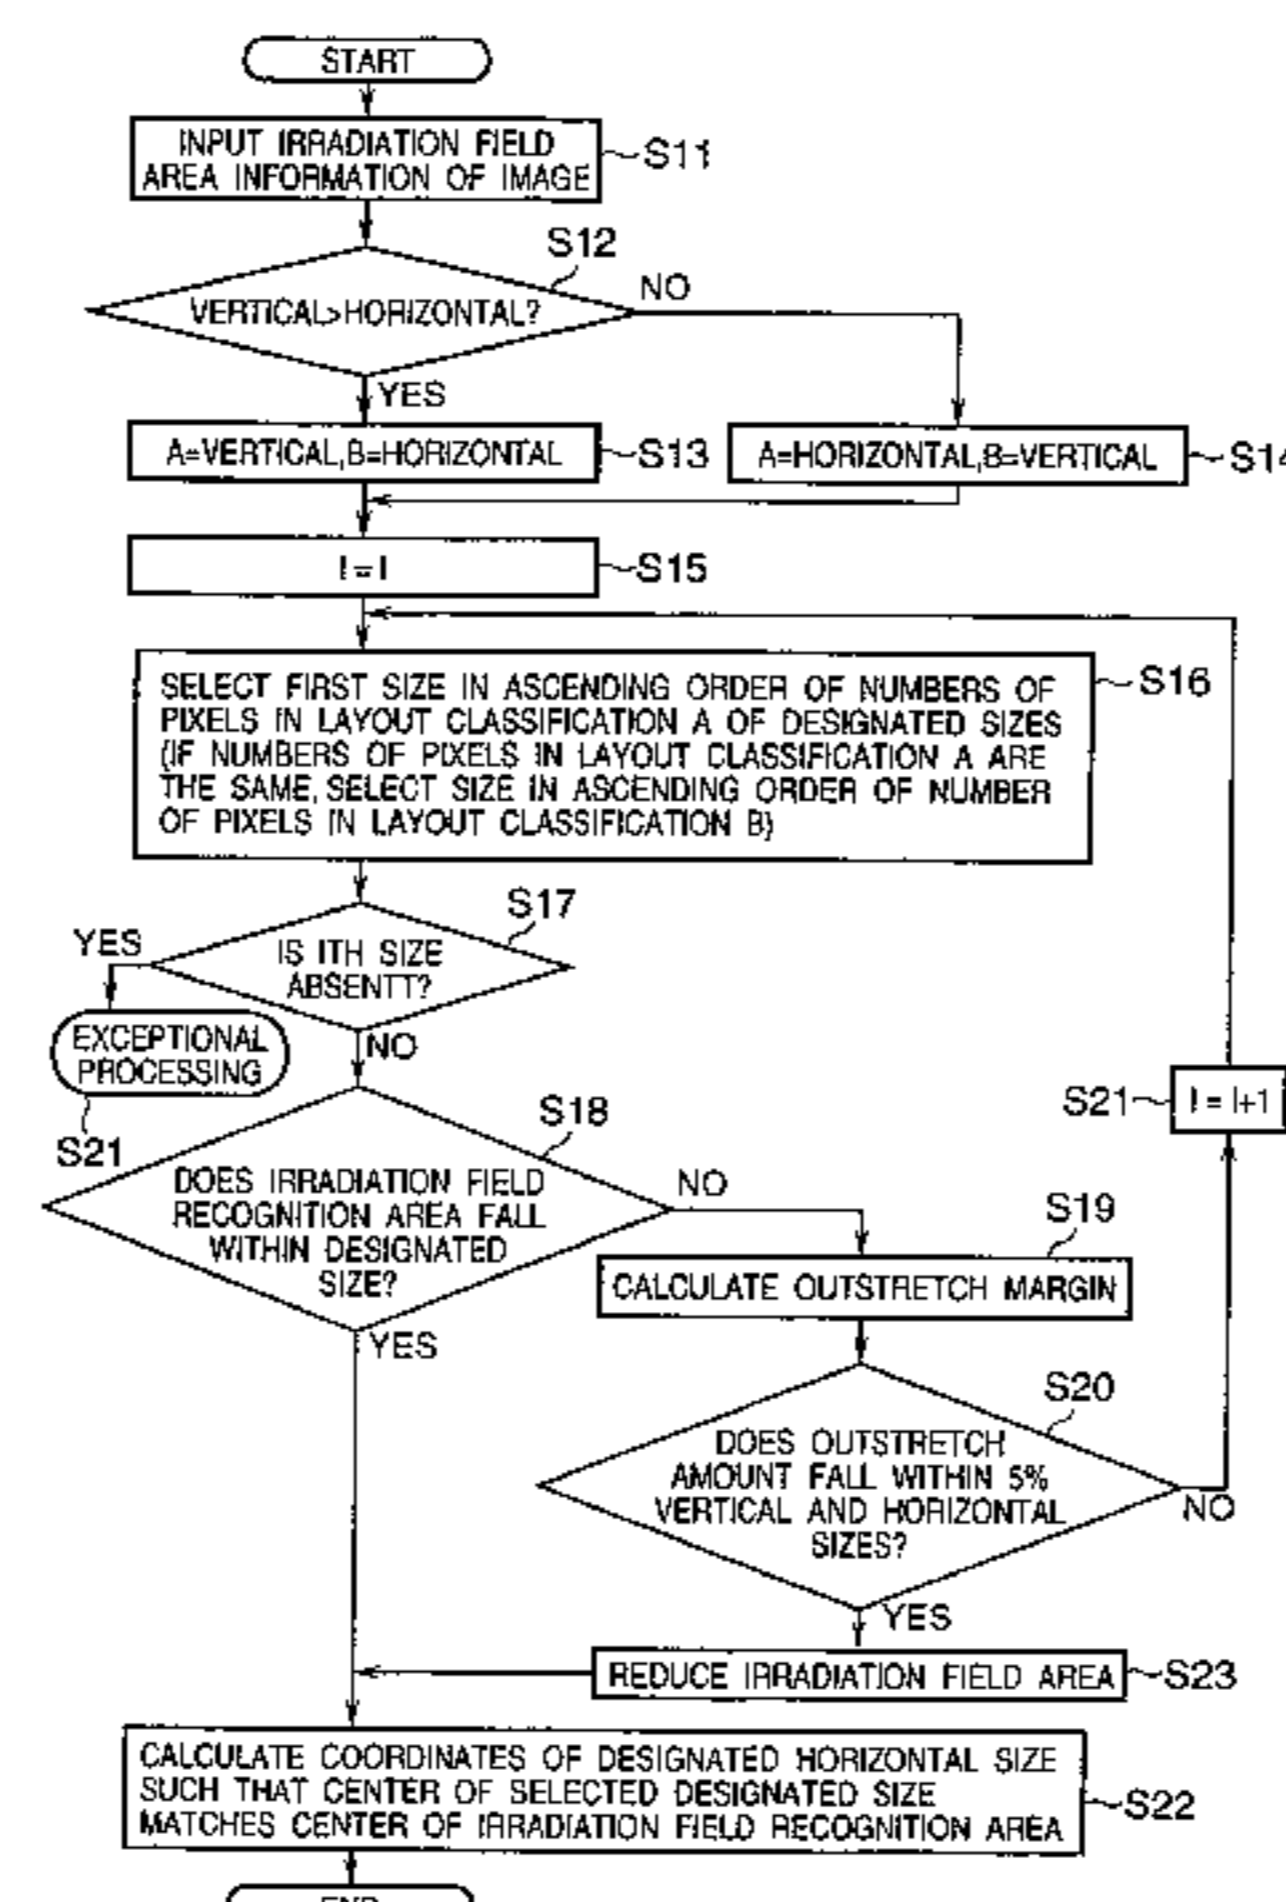 START
INPUT IRRADIATION FIELD
AREA INFORMATION OF IMAGE
S11
S12
VERTICAL>HORIZONTAL?
NO
YES
A=VERTICAL,B=HORIZONTAL
S13
A=HORIZONTAL,B=VERTICAL
S14
I=I
S15
SELECT FIRST SIZE IN ASCENDING ORDER OF NUMBERS OF
PIXELS IN LAYOUT CLASSIFICATION A OF DESIGNATED SIZES
(IF NUMBERS OF PIXELS IN LAYOUT CLASSIFICATION A ARE
THE SAME, SELECT SIZE IN ASCENDING ORDER OF NUMBER
OF PIXELS IN LAYOUT CLASSIFICATION B)
S16
S17
YES
IS ITH SIZE
ABSENTT?
NO
EXCEPTIONAL
PROCESSING
S21
S21
I = I+1
S18
DOES IRRADIATION FIELD
RECOGNITION AREA FALL
WITHIN DESIGNATED
SIZE?
NO
YES
S19
CALCULATE OUTSTRETCH MARGIN
S20
DOES OUTSTRETCH
AMOUNT FALL WITHIN 5%
VERTICAL AND HORIZONTAL
SIZES?
NO
YES
REDUCE IRRADIATION FIELD AREA
S23
CALCULATE COORDINATES OF DESIGNATED HORIZONTAL SIZE
SUCH THAT CENTER OF SELECTED DESIGNATED SIZE
MATCHES CENTER OF IRRADIATION FIELD RECOGNITION AREA
S22
END